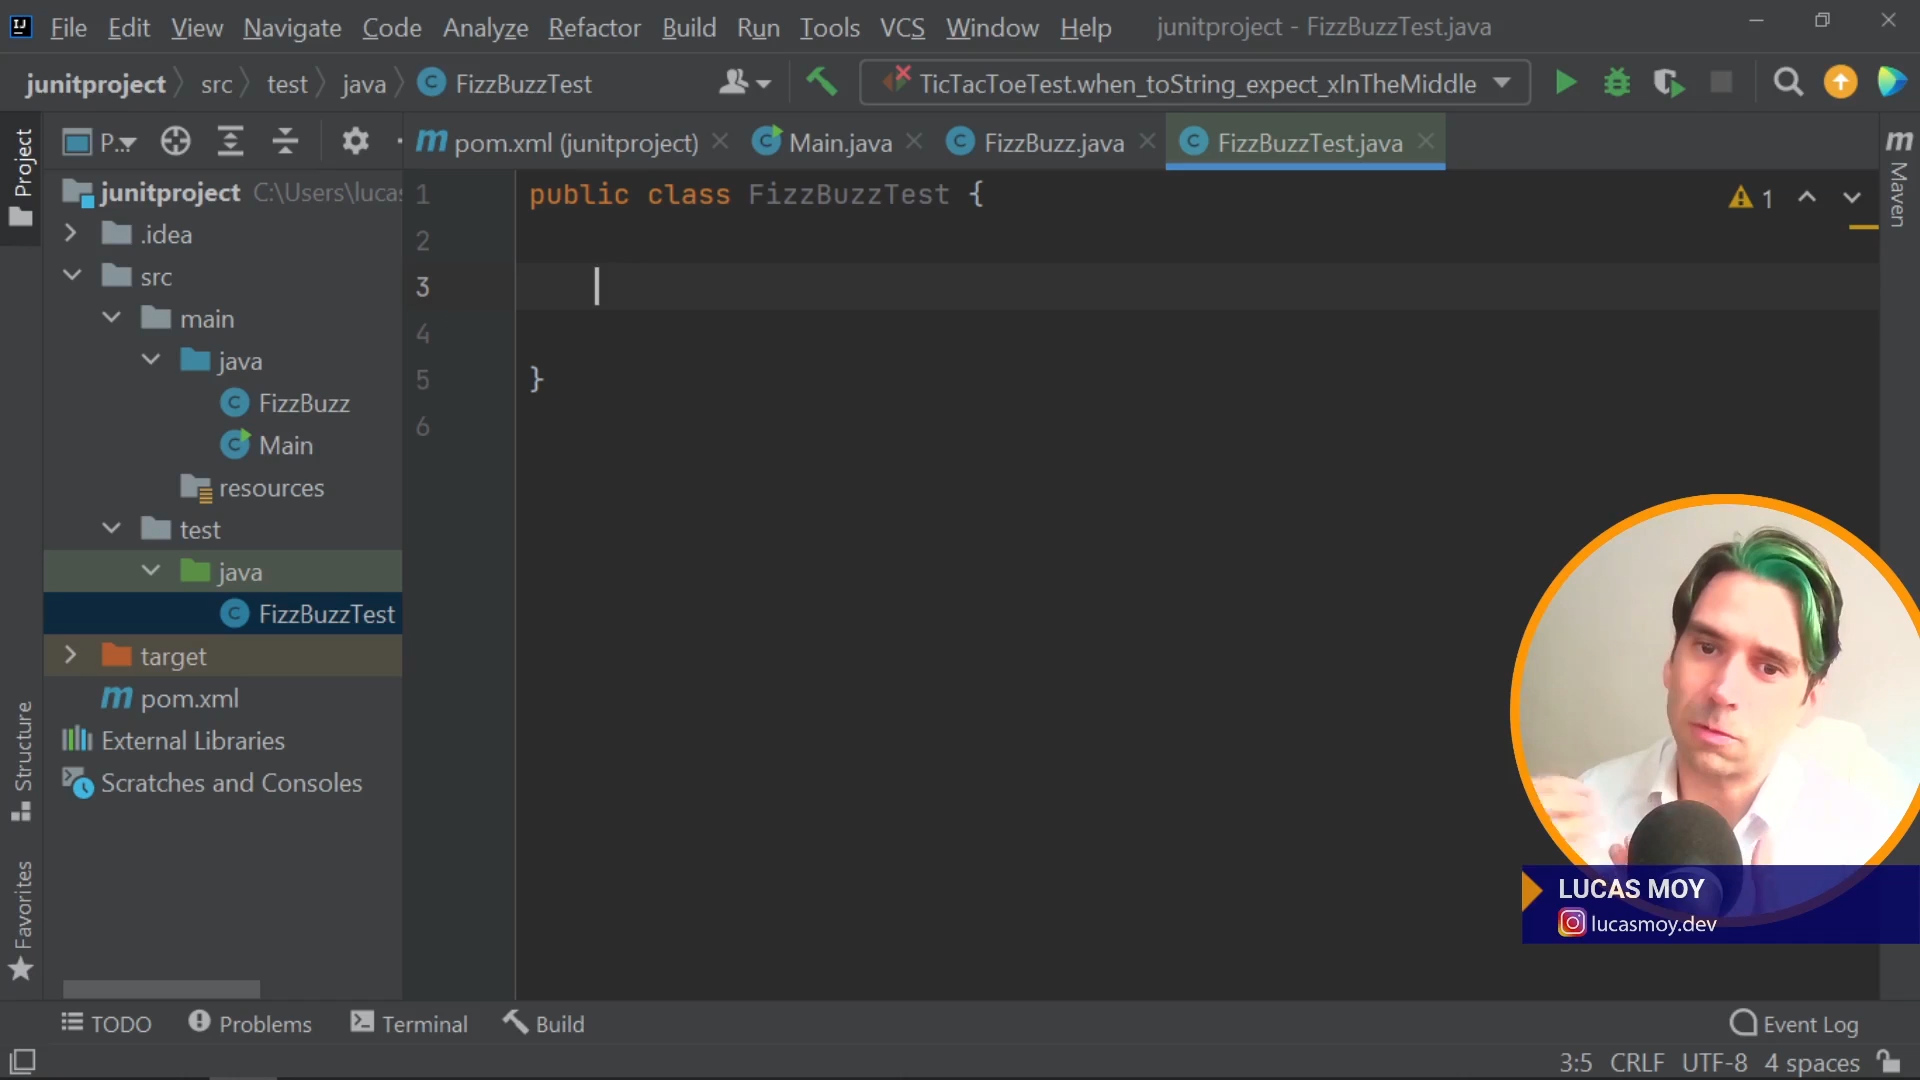 File Edit View Navigate Code Analyze Refactor Build Run Tools VCS Window Help junitproject - FizzBuzzTest.java
junitproject src test java FizzBuzzTest TicTacToeTest.when_toString_expect_xInTheMiddle
P... pom.xml (junitproject) Main.java FizzBuzz.java FizzBuzzTest.java
Project
junitproject C:\Users\lucas
.idea
src
main
java
FizzBuzz
Main
resources
test
java
FizzBuzzTest
target
pom.xml
External Libraries
Scratches and Consoles
Structure
Favorites
1 public class FizzBuzzTest {
2
3
4
5 }
6
1
Maven
LUCAS MOY
lucasmoy.dev
TODO Problems Terminal Build Event Log
3:5 CRLF UTF-8 4 spaces